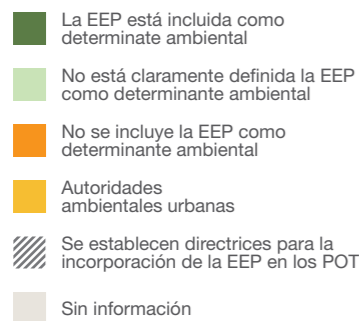 La EEP está incluida como
determinate ambiental
No está claramente definida la EEP
como determinante ambiental
No se incluye la EEP como
determinante ambiental
Autoridades
ambientales urbanas
Se establecen directrices para la
incorporación de la EEP en los POT
Sin información